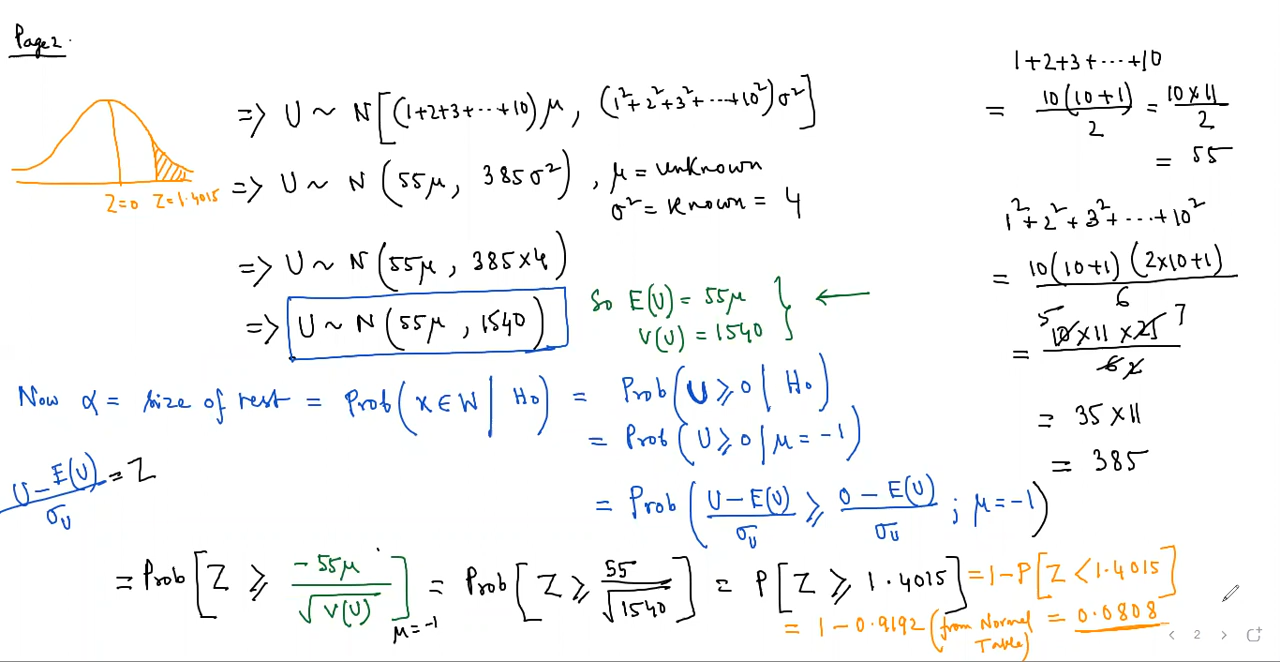 Page 2.
=> U ~ N[(1+2+3+⋯+10)μ, (1²+2²+3²+⋯+10²)σ²]
=> U ~ N(55μ, 385σ²), μ = unknown
σ² = known = 4
Z=0 Z=1.4015
=> U ~ N(55μ, 385×4)
=> U ~ N(55μ, 1540)
So E(U) = 55μ } ←
V(U) = 1540
1+2+3+⋯+10
= 10(10+1)/2 = 10×11/2
= 55
1²+2²+3²+⋯+10²
= 10(10+1)(2×10+1)/6
= 5 10×11×21 7/6 2
= 35×11
= 385
Now α = size of test = Prob(X∈W | H₀) = Prob(U ⩾ 0 | H₀)
= Prob(U ⩾ 0 | μ = -1)
U-E(U)/σ_U = Z
= Prob(U-E(U)/σ_U ⩾ 0-E(U)/σ_U ; μ=-1)
= Prob[Z ⩾ -55μ/√V(U)]μ=-1 = Prob[Z ⩾ 55/√1540] = P[Z ⩾ 1.4015] = 1-P[Z < 1.4015]
= 1-0.9192 (from Normal Table) = 0.0808
< 2 >